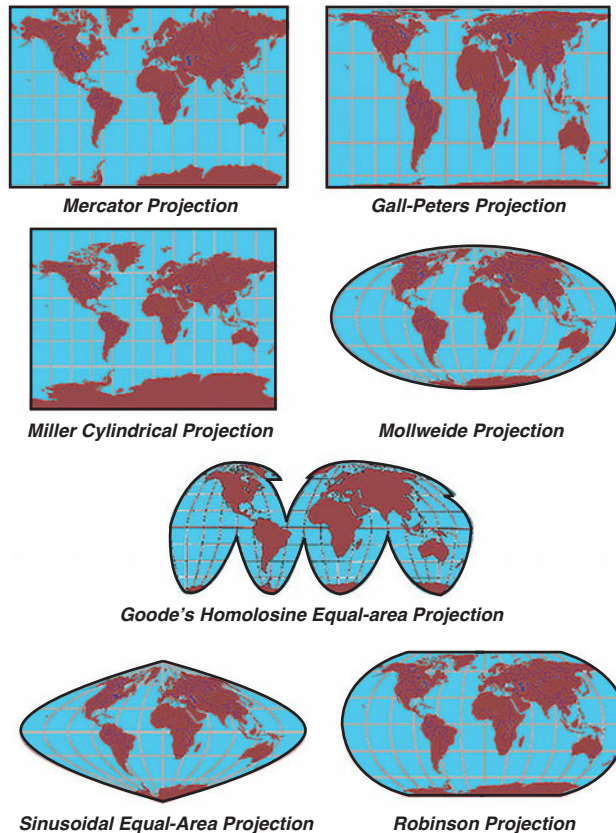 Mercator Projection
Gall-Peters Projection
Miller Cylindrical Projection
Mollweide Projection
Goode's Homolosine Equal-area Projection
Sinusoidal Equal-Area Projection
Robinson Projection